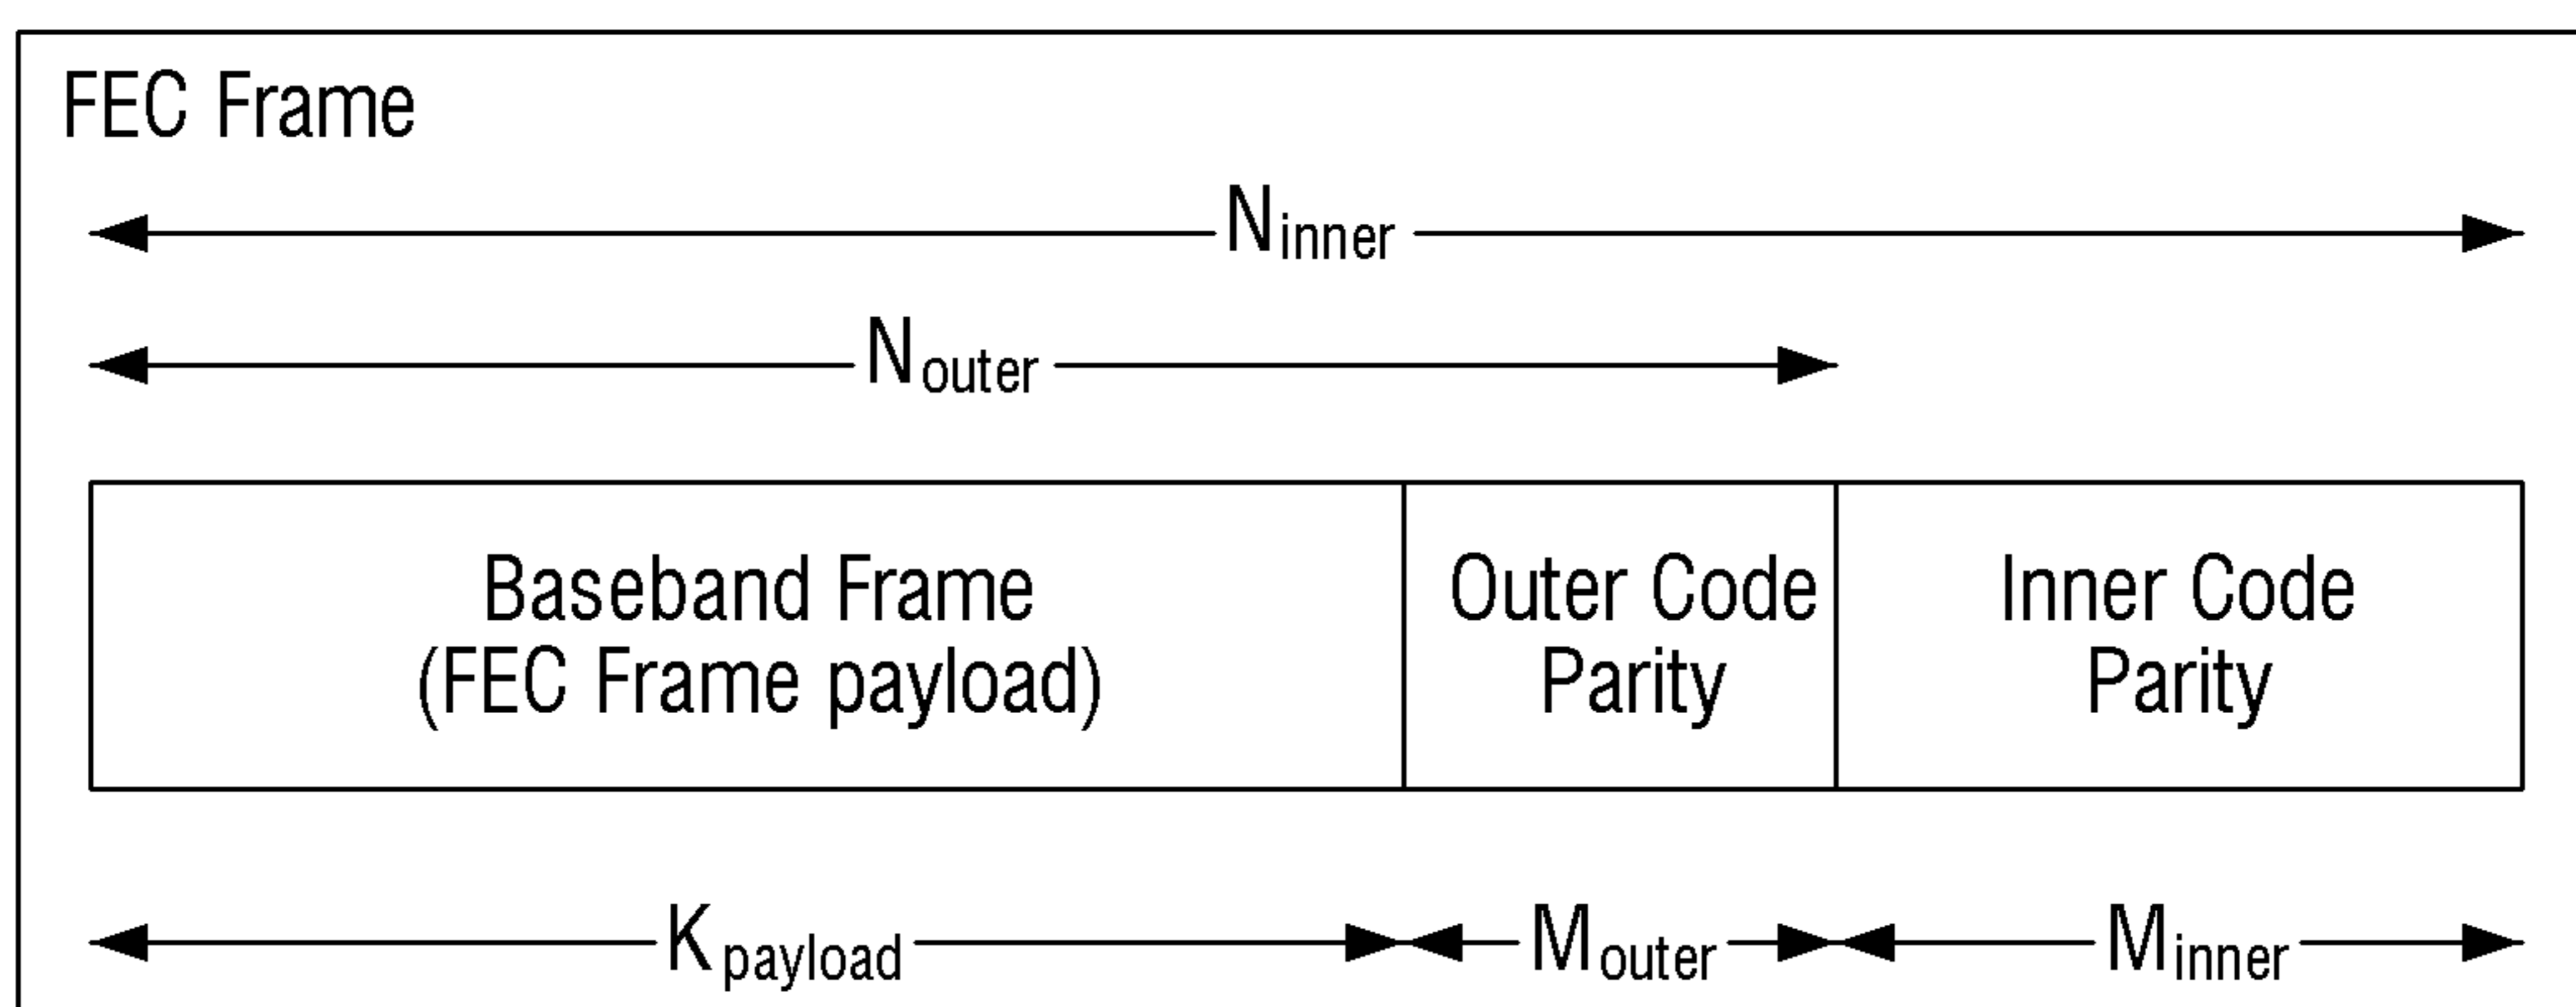 FEC Frame
Ninner
Nouter
Baseband Frame
(FEC Frame payload)
Outer Code
Parity
Inner Code
Parity
Kpayload
Mouter
Minner